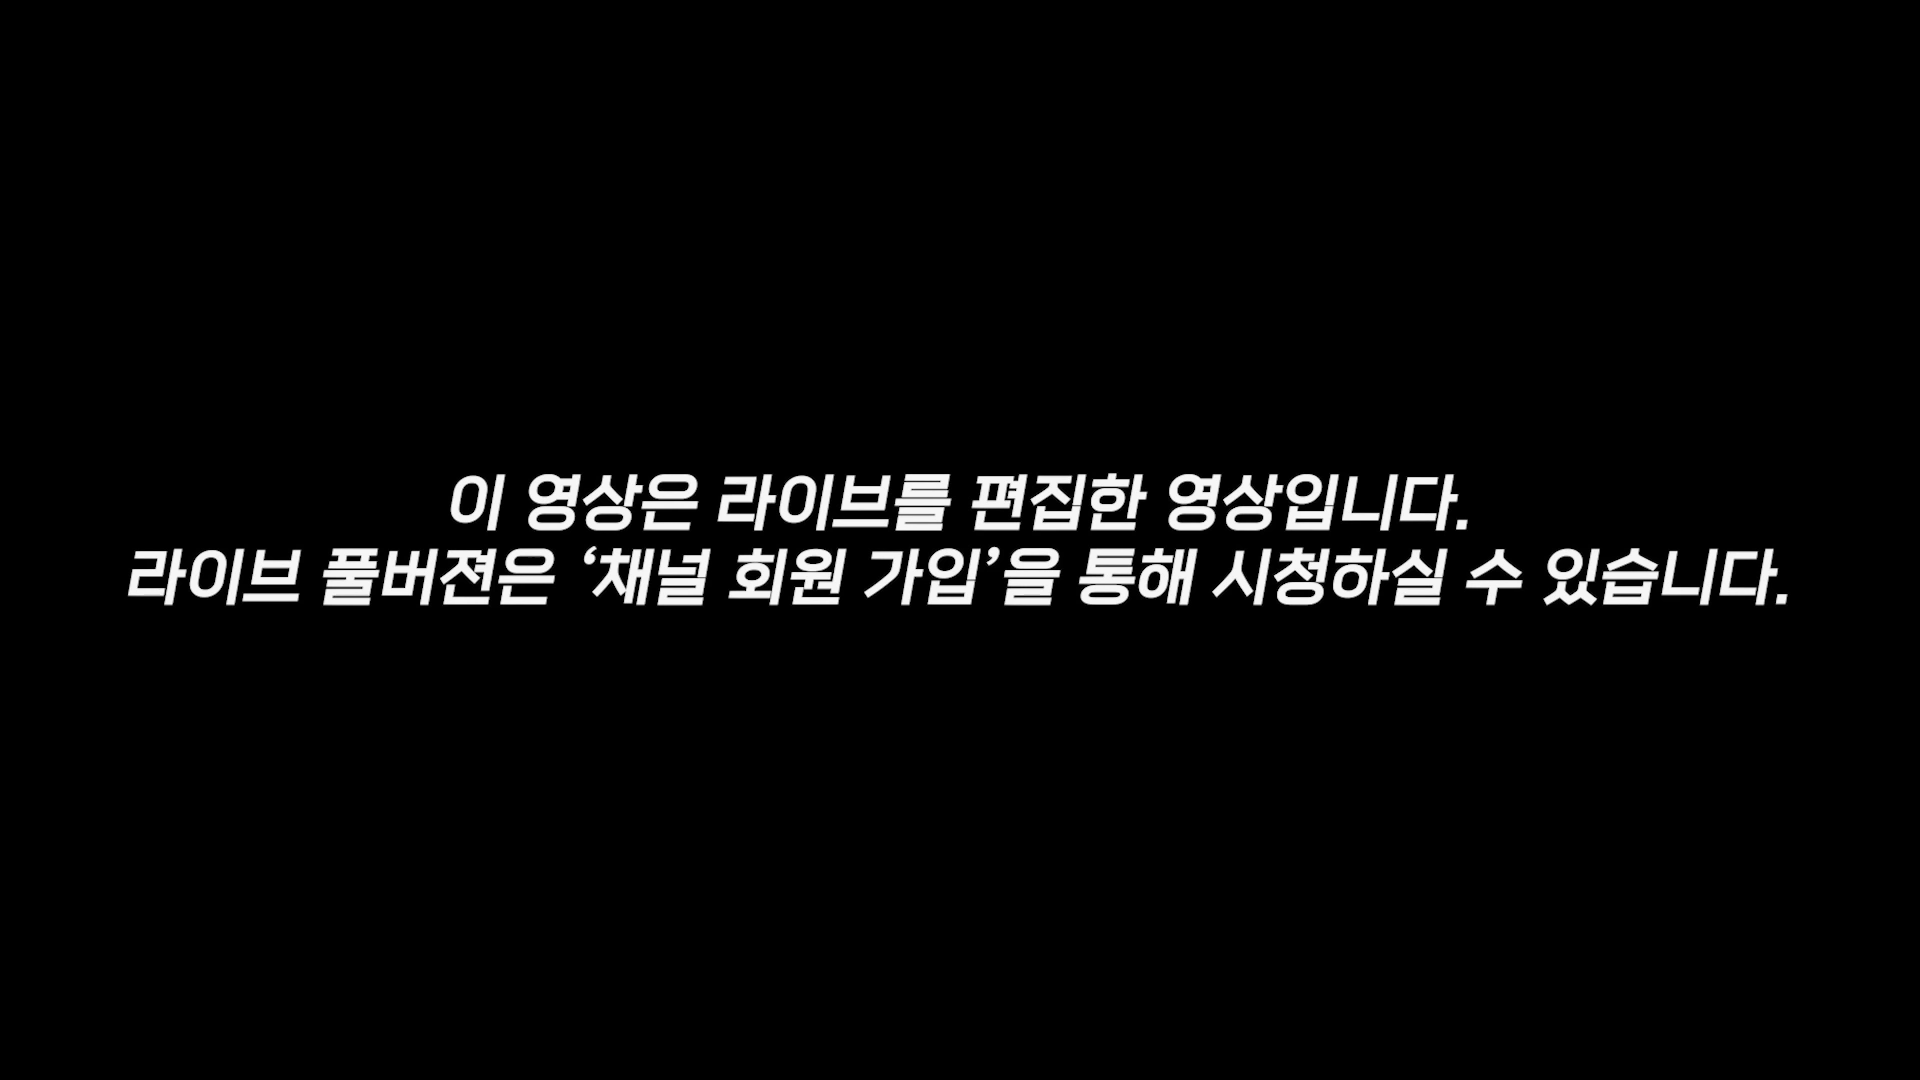 이 영상은 라이브를 편집한 영상입니다.
라이브 풀버젼은 ‘채널 회원 가입’을 통해 시청하실 수 있습니다.